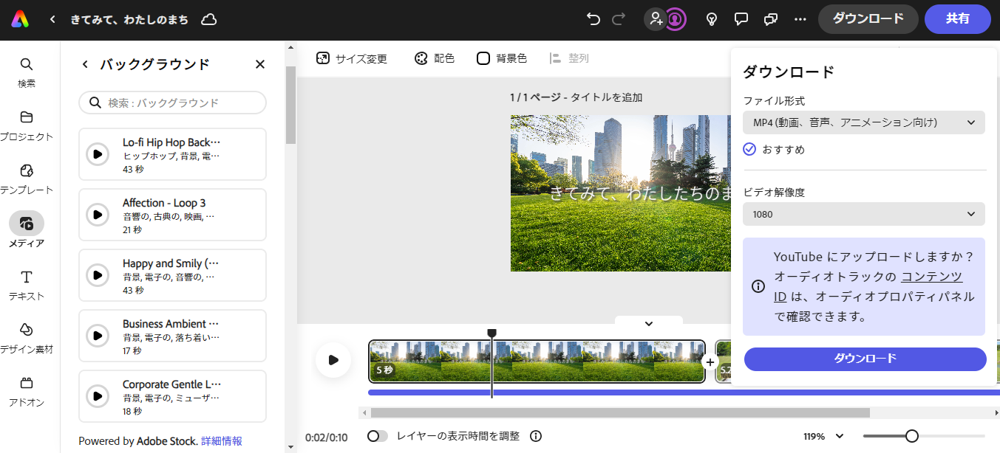 きてみて、わたしのまち
ダウンロード
共有
検索
プロジェクト
テンプレート
メディア
テキスト
デザイン素材
アドオン
バックグラウンド
検索 : バックグラウンド
Lo-fi Hip Hop Back…
ヒップホップ, 背景, 電…
43 秒
Affection - Loop 3
音響の, 古典の, 映画, …
21 秒
Happy and Smily (…
背景, 電子の, 音響の, …
43 秒
Business Ambient …
背景, 電子の, 落ち着い…
17 秒
Corporate Gentle L…
背景, 電子の, ミューザ…
18 秒
Powered by Adobe Stock. 詳細情報
サイズ変更
配色
背景色
整列
1 / 1 ページ - タイトルを追加
きてみて、わたしたちのま
5 秒
5.2
0:02/0:10
レイヤーの表示時間を調整
119%
ダウンロード
ファイル形式
MP4 (動画、音声、アニメーション向け)
おすすめ
ビデオ解像度
1080
YouTube にアップロードしますか？
オーディオトラックの コンテンツ
ID は、オーディオプロパティパネル
で確認できます。
ダウンロード